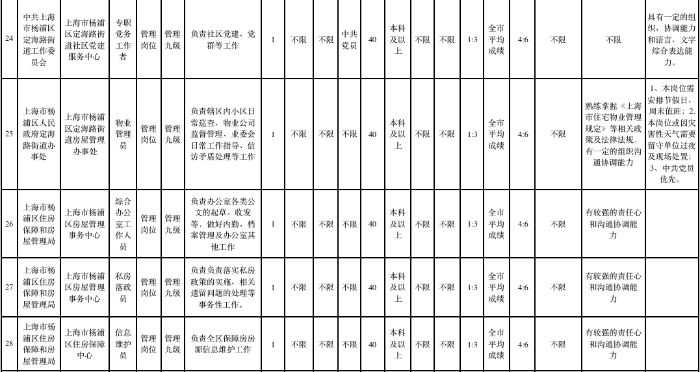 24 中共上海市杨浦区定海路街道工作委员会 上海市杨浦区定海路街道社区党建服务中心 专职党务工作者 管理岗位 管理九级 负责社区党建、党群等工作 1 不限 不限 中共党员 40 本科及以上 不限 不限 1:3 全市平均成绩 4:6 不限 不限 具有一定的组织、协调能力和语言、文字综合表达能力。
25 上海市杨浦区人民政府定海路街道办事处 上海市杨浦区定海路街道房屋管理办事处 物业管理员 管理岗位 管理九级 负责辖区内小区日常巡查、物业公司监督管理、业委会日常工作指导、信访矛盾处理等工作 1 不限 不限 不限 40 本科及以上 不限 不限 1:3 全市平均成绩 4:6 不限 熟练掌握《上海市住宅物业管理规定》等相关政策及法律法规，有一定的组织沟通协调能力 1、本岗位需安排节假日、周末值班；2、本岗位或因灾害性天气需要留守单位过夜及现场处置；3、中共党员优先。
26 上海市杨浦区住房保障和房屋管理局 上海市杨浦区房屋管理事务中心 综合办公室工作人员 管理岗位 管理九级 负责办公室各类公文的起草、收发等，做好内勤、档案管理及办公室其他工作 1 不限 不限 不限 40 本科及以上 不限 不限 1:3 全市平均成绩 4:6 不限 有较强的责任心和沟通协调能力
27 上海市杨浦区住房保障和房屋管理局 上海市杨浦区房屋管理事务中心 私房落政员 管理岗位 管理九级 负责负责落实私房政策的实施，相关遗留问题的处理等事务性工作。 1 不限 不限 不限 40 本科及以上 不限 不限 1:3 全市平均成绩 4:6 不限 有较强的责任心和沟通协调能力
28 上海市杨浦区住房保障和房屋管理局 上海市杨浦区住房保障中心 信息维护员 管理岗位 管理九级 负责全区保障房房源信息维护工作 1 不限 不限 不限 40 本科及以上 不限 不限 1:3 全市平均成绩 4:6 不限 有较强的责任心和沟通协调能力